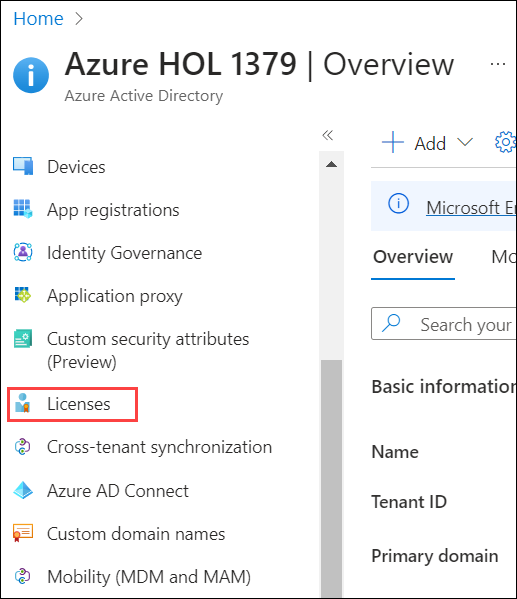 Home
Azure HOL 1379 | Overview
Azure Active Directory
Devices
App registrations
Identity Governance
Application proxy
Custom security attributes
(Preview)
Licenses
Cross-tenant synchronization
Azure AD Connect
Custom domain names
Mobility (MDM and MAM)
Add
Microsoft En
Overview Mo
Search your
Basic information
Name
Tenant ID
Primary domain